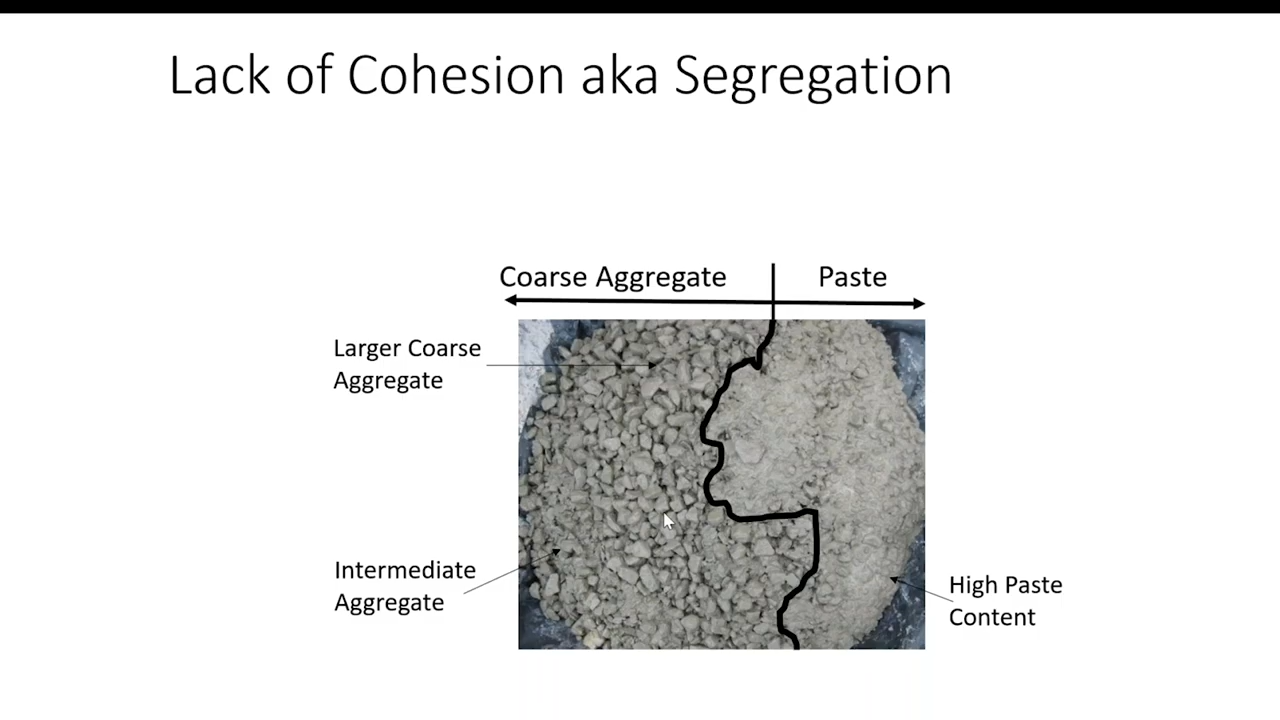 Lack of Cohesion aka Segregation
Coarse Aggregate
Paste
Larger Coarse
Aggregate
Intermediate
Aggregate
High Paste
Content